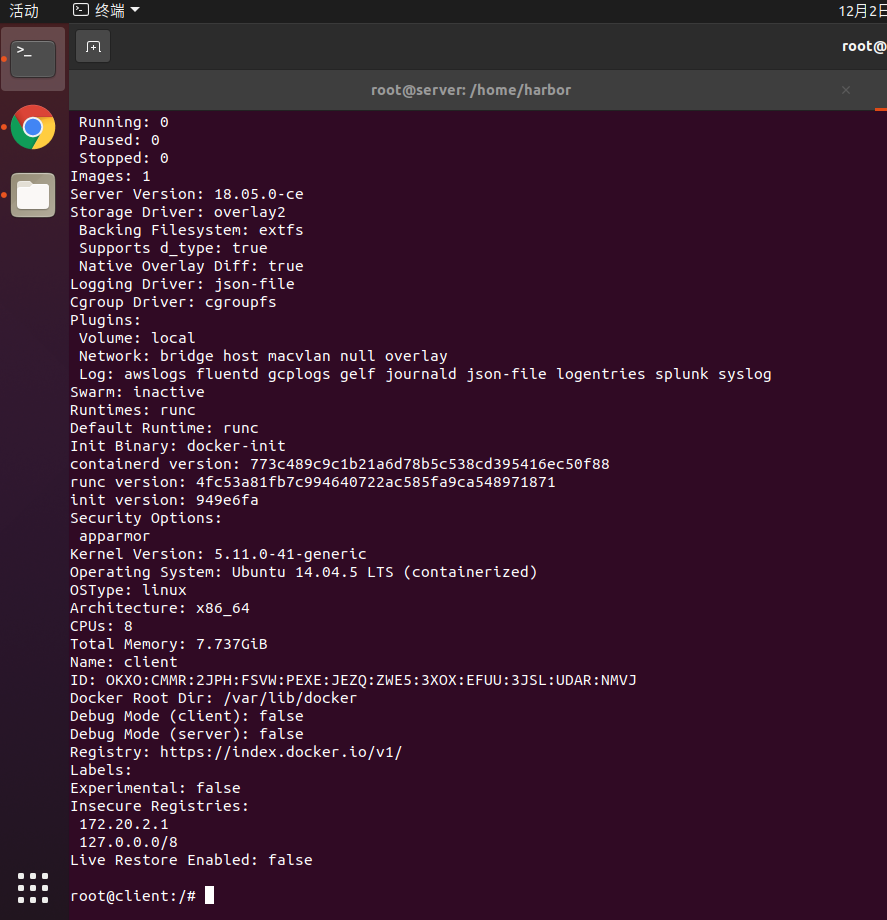 活动
终端
12月2日
root@
root@server: /home/harbor
Running: 0
Paused: 0
Stopped: 0
Images: 1
Server Version: 18.05.0-ce
Storage Driver: overlay2
Backing Filesystem: extfs
Supports d_type: true
Native Overlay Diff: true
Logging Driver: json-file
Cgroup Driver: cgroupfs
Plugins:
Volume: local
Network: bridge host macvlan null overlay
Log: awslogs fluentd gcplogs gelf journald json-file logentries splunk syslog
Swarm: inactive
Runtimes: runc
Default Runtime: runc
Init Binary: docker-init
containerd version: 773c489c9c1b21a6d78b5c538cd395416ec50f88
runc version: 4fc53a81fb7c994640722ac585fa9ca548971871
init version: 949e6fa
Security Options:
apparmor
Kernel Version: 5.11.0-41-generic
Operating System: Ubuntu 14.04.5 LTS (containerized)
OSType: linux
Architecture: x86_64
CPUs: 8
Total Memory: 7.737GiB
Name: client
ID: OKXO:CMMR:2JPH:FSVW:PEXE:JEZQ:ZWE5:3XOX:EFUU:3JSL:UDAR:NMVJ
Docker Root Dir: /var/lib/docker
Debug Mode (client): false
Debug Mode (server): false
Registry: https://index.docker.io/v1/
Labels:
Experimental: false
Insecure Registries:
172.20.2.1
127.0.0.0/8
Live Restore Enabled: false
root@client:/#